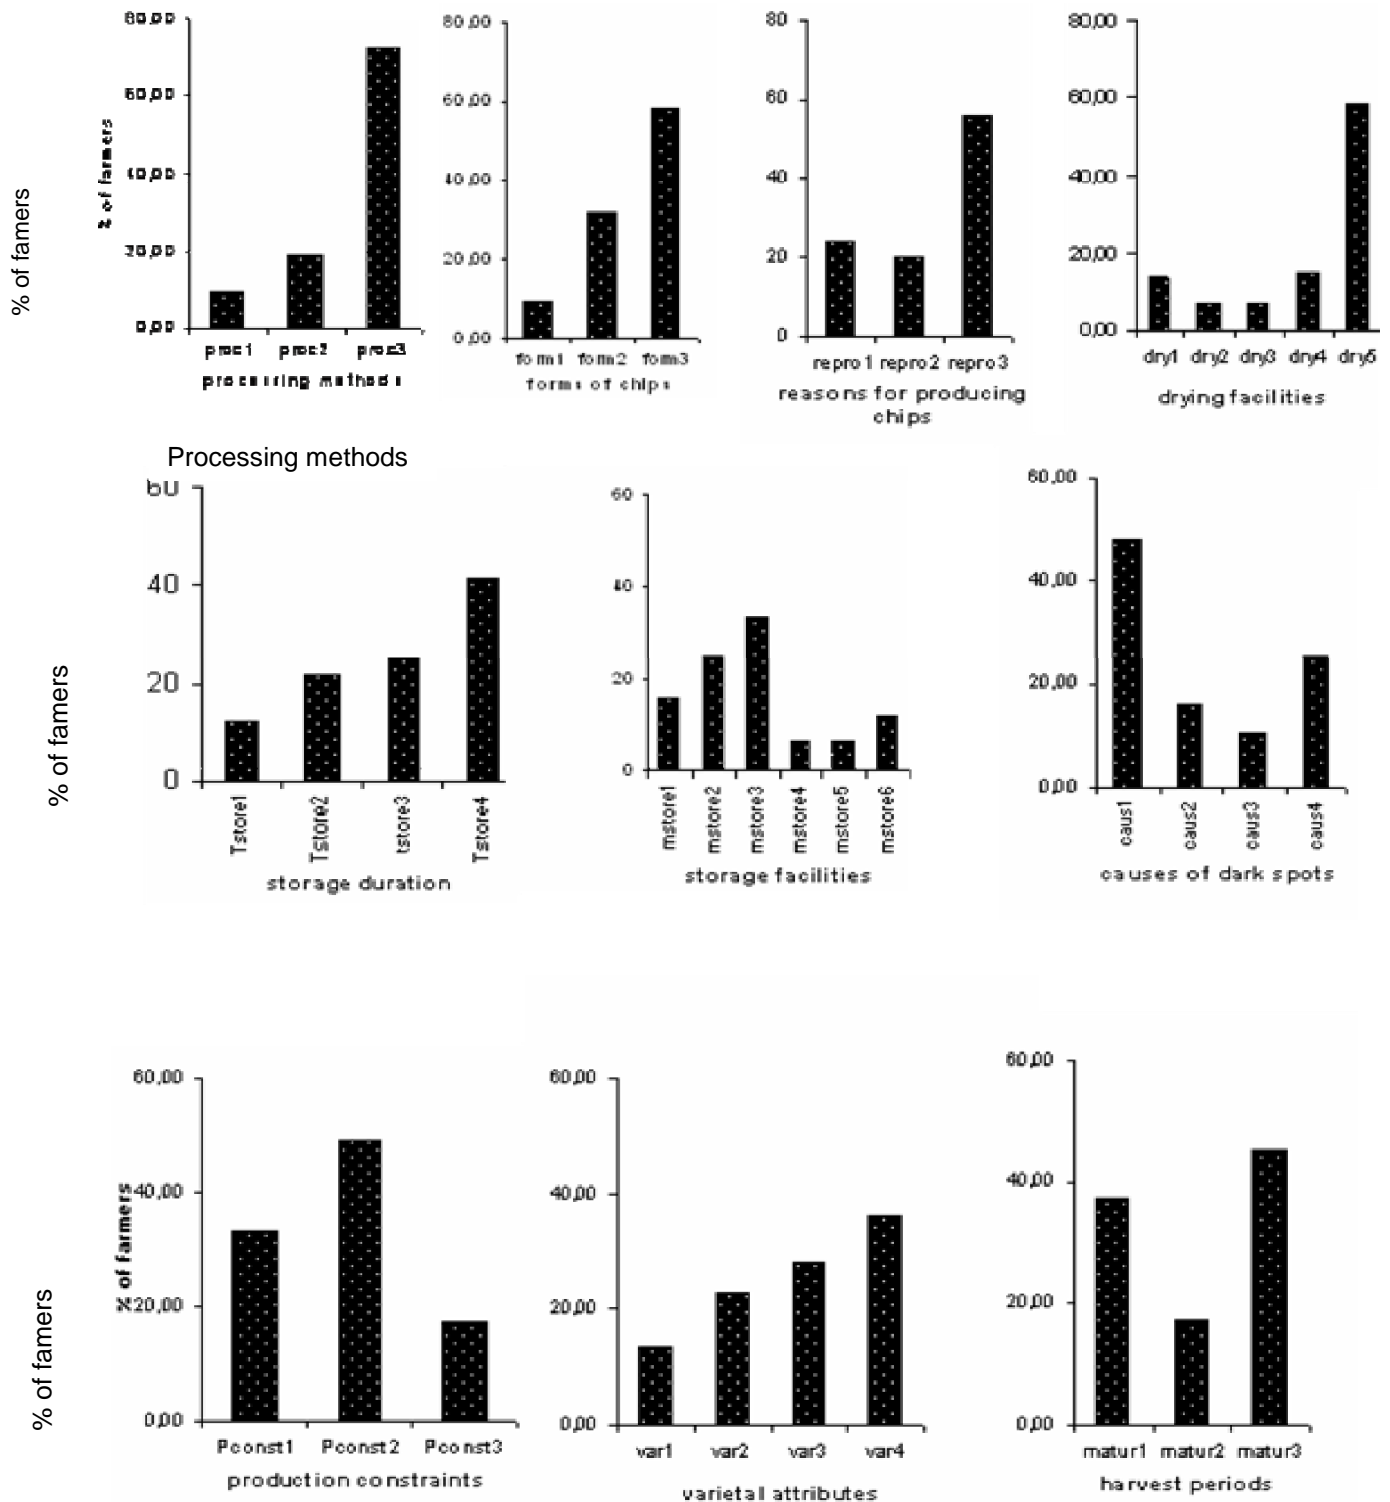 80,00
60,00
40,00
20,00
0,00
% of farmers
proc1 proc2 proc3
processing methods
80,00
60,00
40,00
20,00
0,00
form1 form2 form3
forms of chips
80
60
40
20
0
repro1 repro2 repro3
reasons for producing
chips
80,00
60,00
40,00
20,00
0,00
dry1 dry2 dry3 dry4 dry5
drying facilities
% of famers
Processing methods
60
40
20
0
Tstore1 Tstore2 tstore3 Tstore4
storage duration
60
40
20
0
mstore1 mstore2 mstore3 mstore4 mstore5 mstore6
storage facilities
60,00
40,00
20,00
0,00
caus1 caus2 caus3 caus4
causes of dark spots
% of famers
60,00
40,00
20,00
0,00
% of farmers
Pconst1 Pconst2 Pconst3
production constraints
60,00
40,00
20,00
0,00
var1 var2 var3 var4
varietal attributes
60,00
40,00
20,00
0,00
matur1 matur2 matur3
harvest periods
% of famers